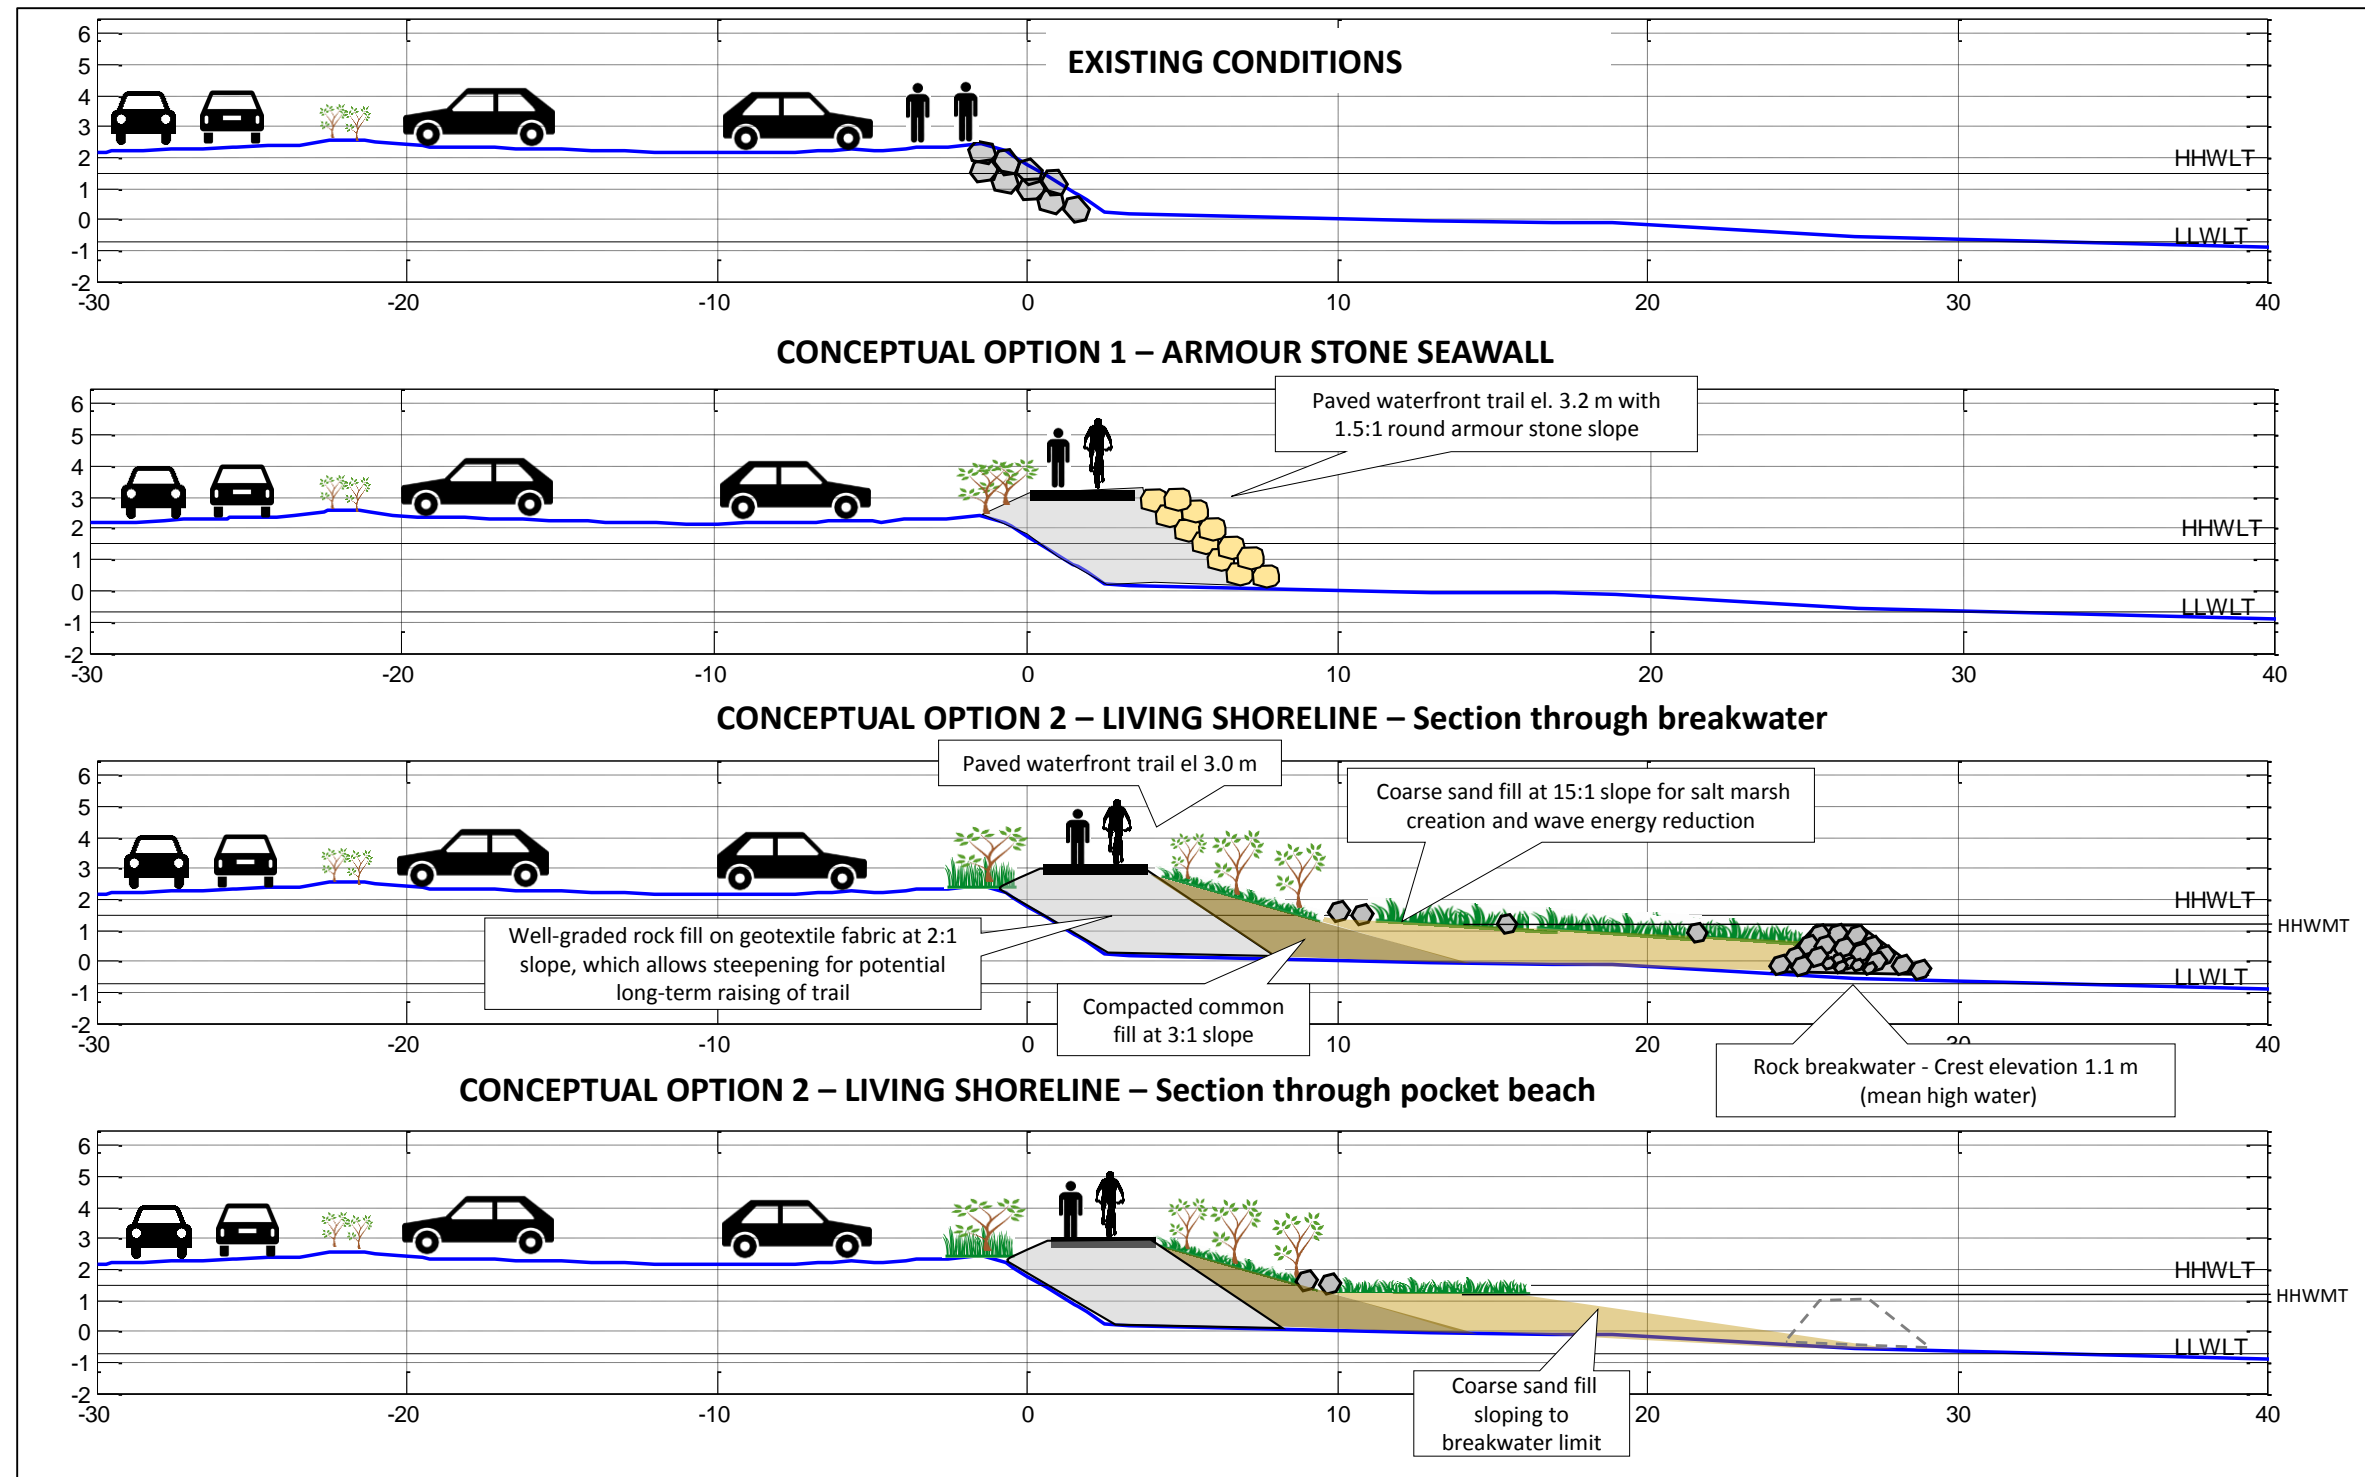 EXISTING CONDITIONS
6
5
4
3
2
1
0
-1
-2
HHWLT
LLWLT
-30 -20 -10 0 10 20 30 40
CONCEPTUAL OPTION 1 – ARMOUR STONE SEAWALL
Paved waterfront trail el. 3.2 m with
1.5:1 round armour stone slope
6
5
4
3
2
1
0
-1
-2
HHWLT
LLWLT
-30 -20 -10 0 10 20 30 40
CONCEPTUAL OPTION 2 – LIVING SHORELINE – Section through breakwater
Paved waterfront trail el 3.0 m
Coarse sand fill at 15:1 slope for salt marsh
creation and wave energy reduction
6
5
4
3
2
1
0
-1
-2
HHWLT
HHWMT
LLWLT
Well-graded rock fill on geotextile fabric at 2:1
slope, which allows steepening for potential
long-term raising of trail
Compacted common
fill at 3:1 slope
-30 -20 -10 0 10 20 30 40
Rock breakwater - Crest elevation 1.1 m
(mean high water)
CONCEPTUAL OPTION 2 – LIVING SHORELINE – Section through pocket beach
6
5
4
3
2
1
0
-1
-2
HHWLT
HHWMT
LLWLT
Coarse sand fill
sloping to
breakwater limit
-30 -20 -10 0 10 20 30 40